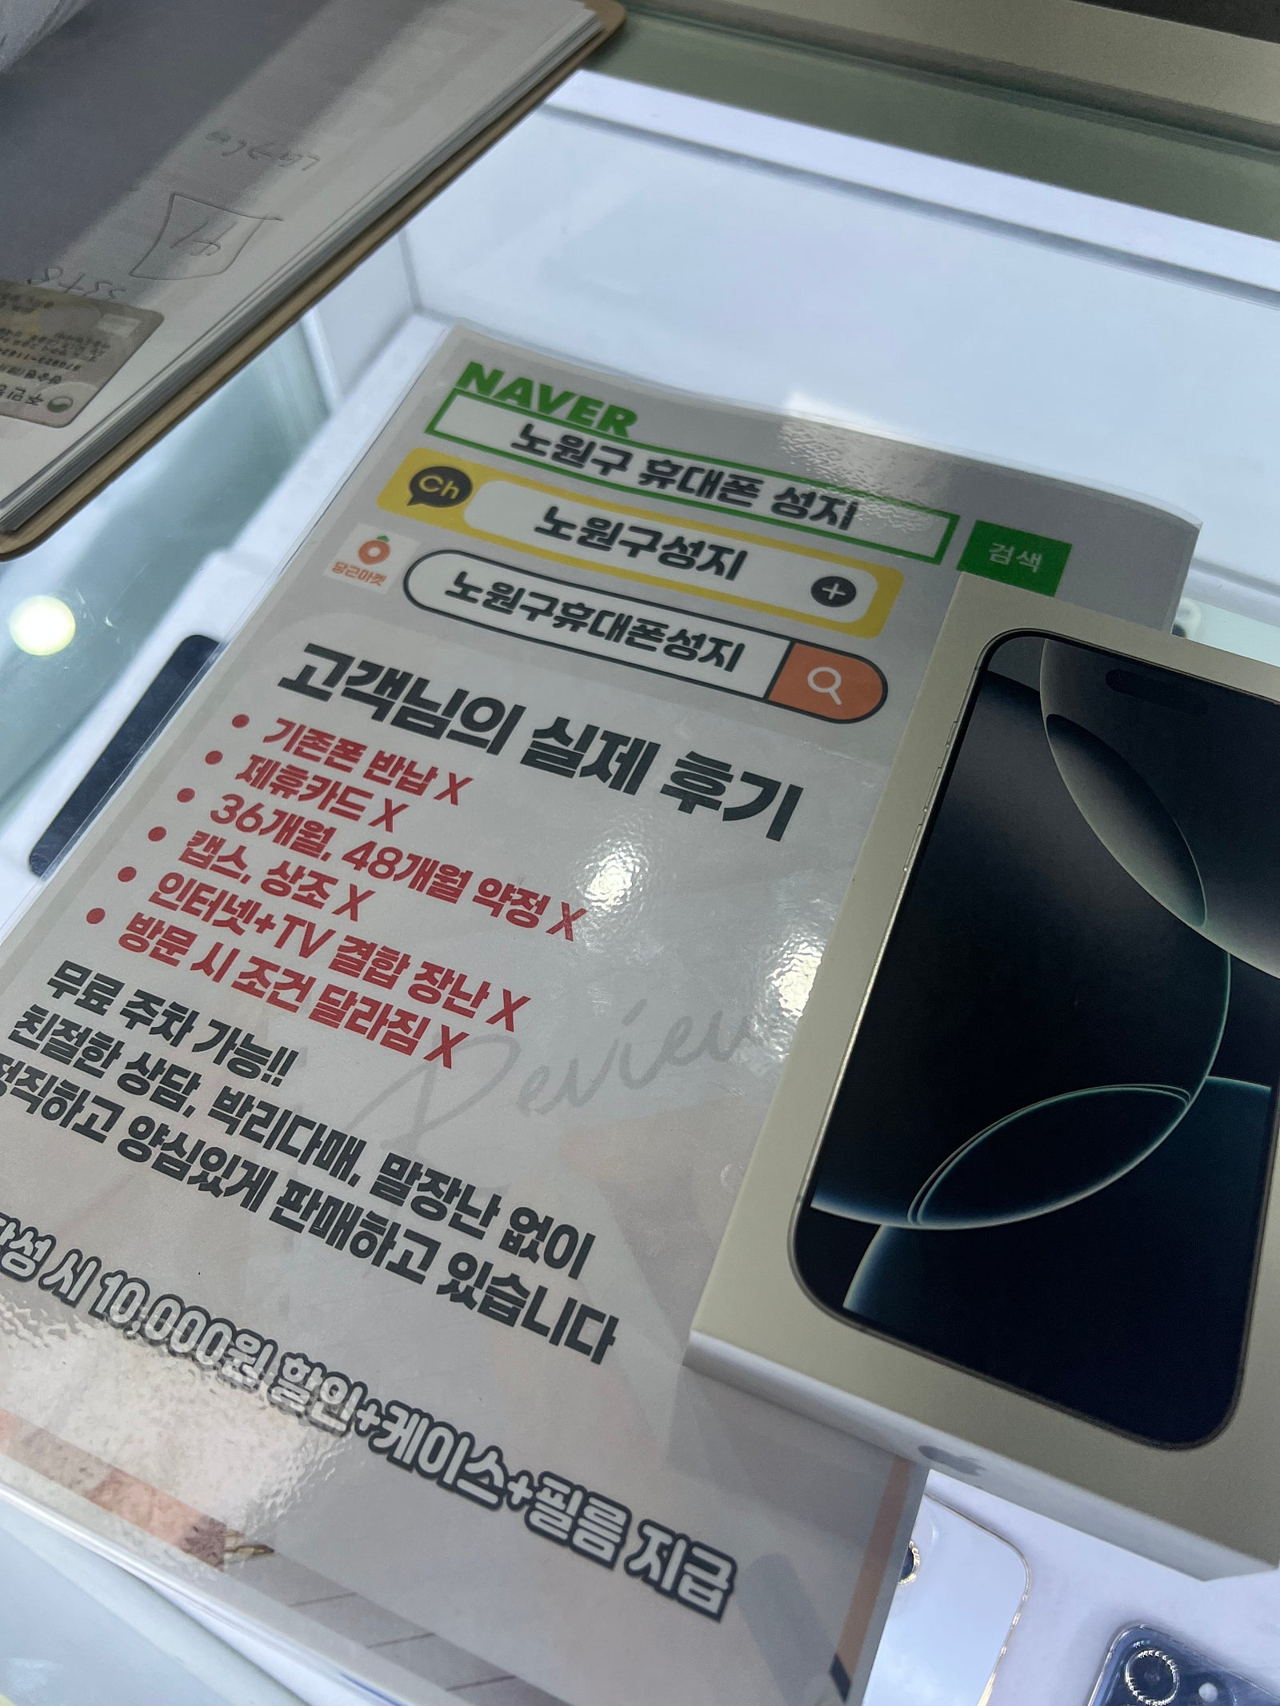 NAVER
노원구 휴대폰 성지
검색
Ch
노원구성지
당근마켓
노원구휴대폰성지
고객님의 실제 후기
• 기존폰 반납 X
• 제휴카드 X
• 36개월, 48개월 약정 X
• 캡스, 상조 X
• 인터넷+TV 결합 장난 X
• 방문 시 조건 달라짐 X
무료 주차 가능!!
친절한 상담, 박리다매, 말장난 없이
정직하고 양심있게 판매하고 있습니다
시 10,000원 할인+케이스+필름 지급
Review